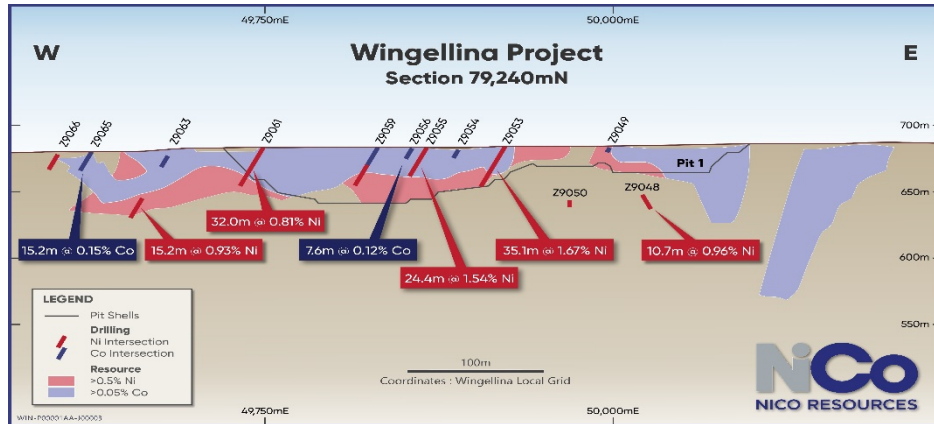 49,750mE
50,000mE
W
Wingellina Project
E
Section 79,240mN
Z9066
Z9065
Z9063
Z9061
Z9059
Z9056
Z9055
Z9054
Z9053
Z9049
700m
Pit 1
Z9050
Z9048
650m
32.0m @ 0.81% Ni
15.2m @ 0.15% Co
15.2m @ 0.93% Ni
7.6m @ 0.12% Co
35.1m @ 1.67% Ni
10.7m @ 0.96% Ni
600m
24.4m @ 1.54% Ni
LEGEND
Pit Shells
Drilling
Ni Intersection
Co Intersection
Resource
>0.5% Ni
>0.05% Co
550m
100m
Coordinates : Wingellina Local Grid
NiCo
NICO RESOURCES
49,750mE
50,000mE